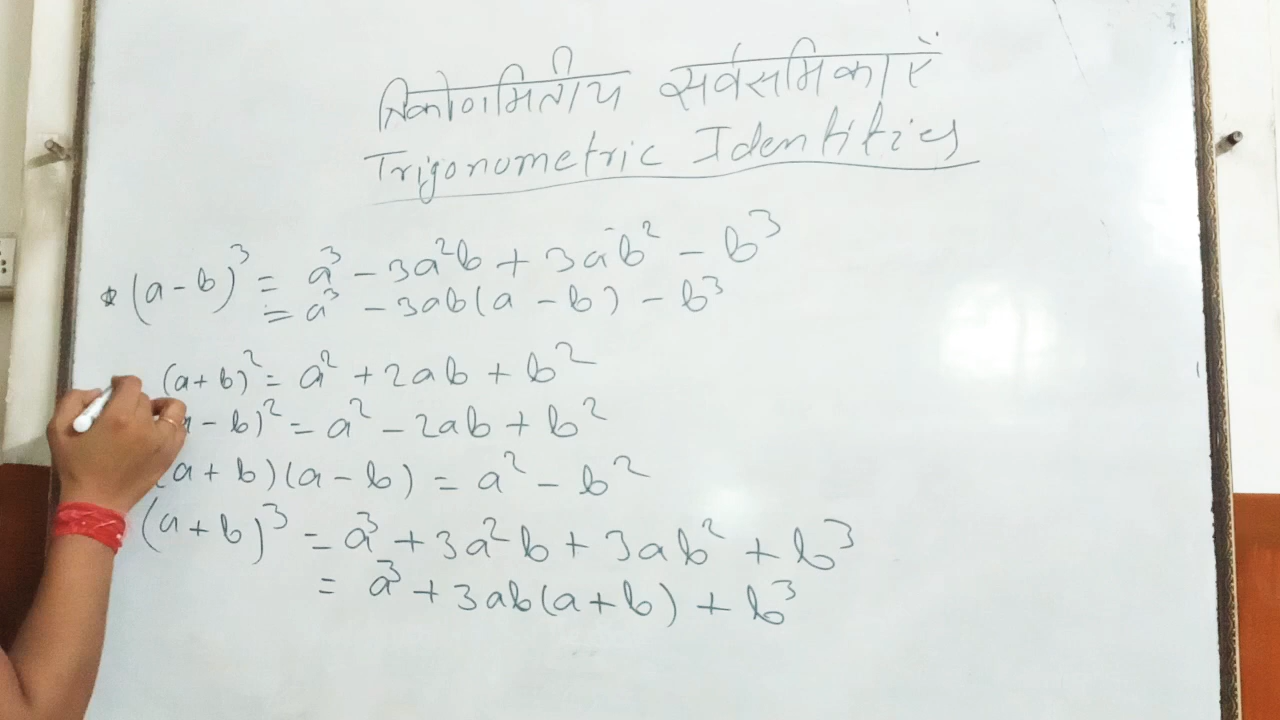 त्रिकोणमितीय सर्वसमिकाएँ
Trigonometric Identities
* (a - b)³ = a³ - 3a²b + 3ab² - b³
= a³ - 3ab(a - b) - b³
(a + b)² = a² + 2ab + b²
- b)² = a² - 2ab + b²
(a + b)(a - b) = a² - b²
(a + b)³ = a³ + 3a²b + 3ab² + b³
= a³ + 3ab(a + b) + b³